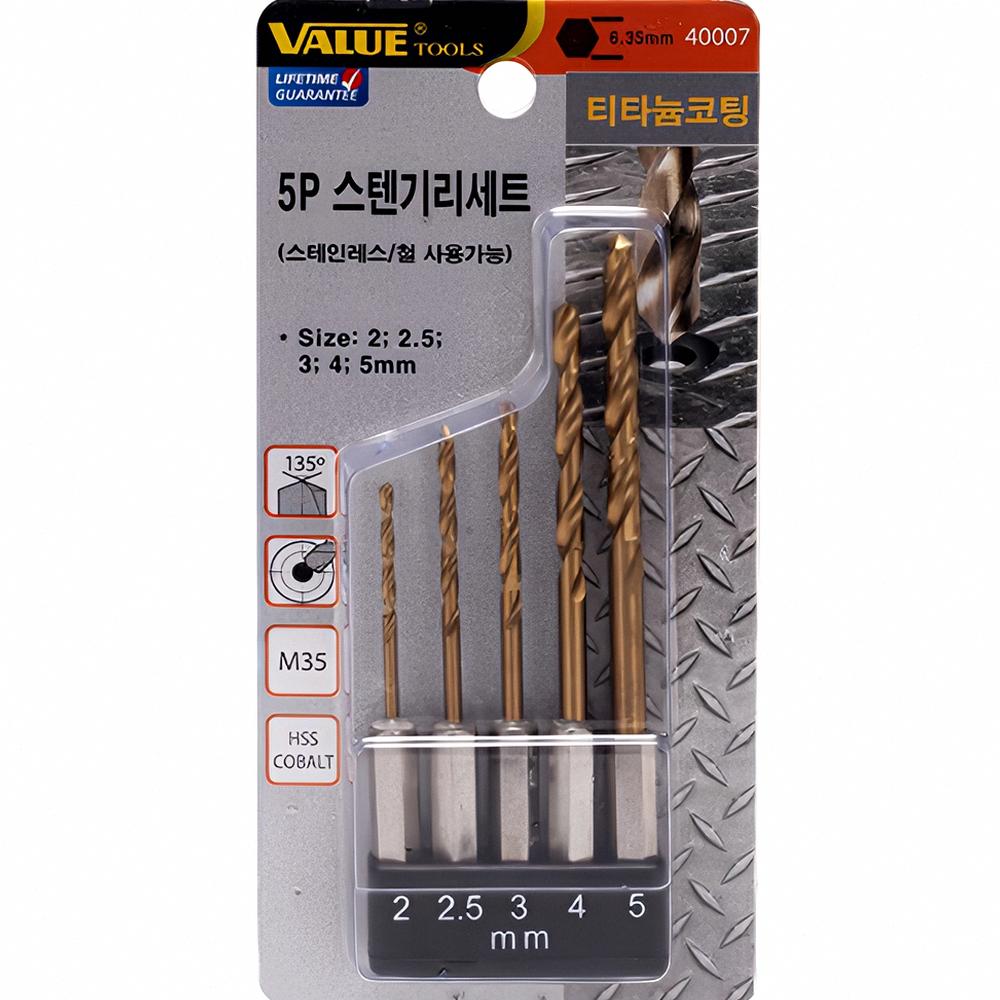 VALUE® TOOLS
6.35mm 40007
LIFETIME
GUARANTEE
티타늄코팅
5P 스텐기리세트
(스테인레스/철 사용가능)
• Size: 2; 2.5;
3; 4; 5mm
135º
M35
HSS
COBALT
2 2.5 3 4 5
mm